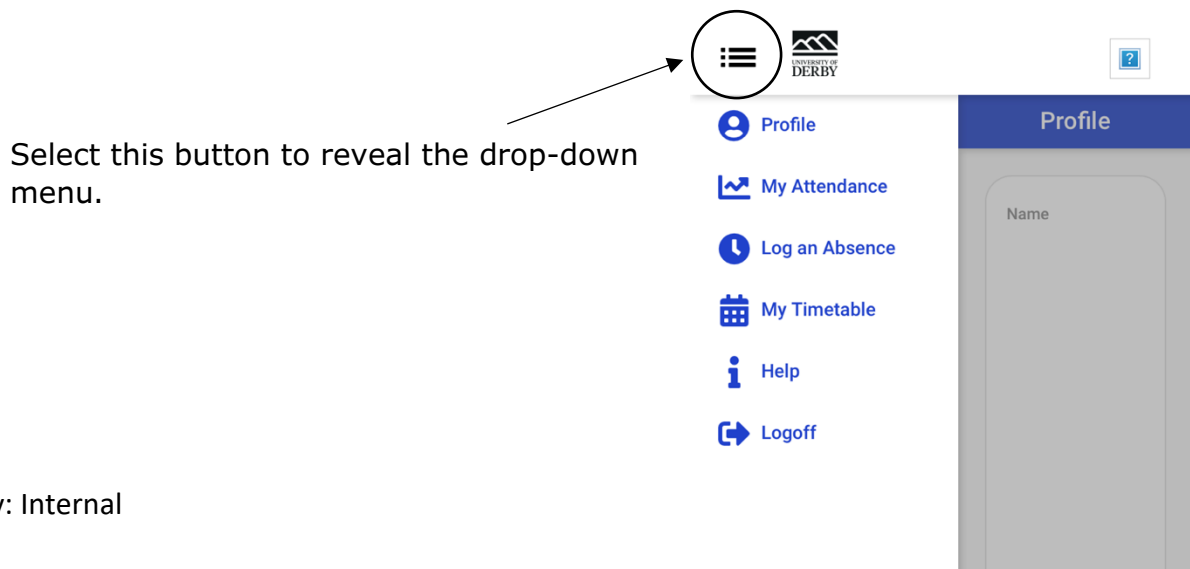 UNIVERSITY OF
DERBY
?
Select this button to reveal the drop-down
menu.
Profile
My Attendance
Log an Absence
My Timetable
Help
Logoff
Profile
Name
: Internal